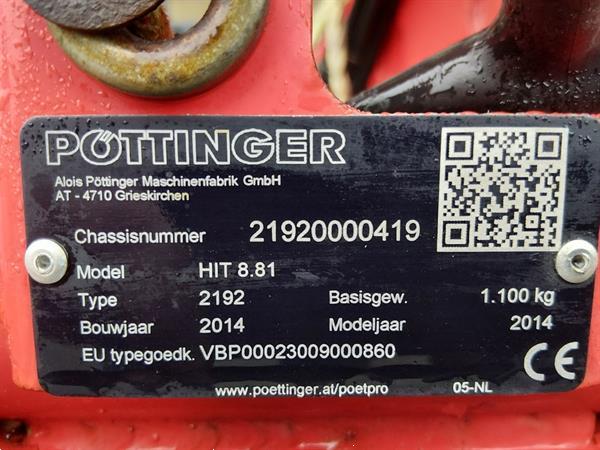 PÖTTINGER
Alois Pöttinger Maschinenfabrik GmbH
AT - 4710 Grieskirchen
Chassisnummer 21920000419
Model HIT 8.81
Type 2192 Basisgew. 1.100 kg
Bouwjaar 2014 Modeljaar 2014
EU typegoedk. VBP00023009000860
CE
www.poettinger.at/poetpro 05-NL